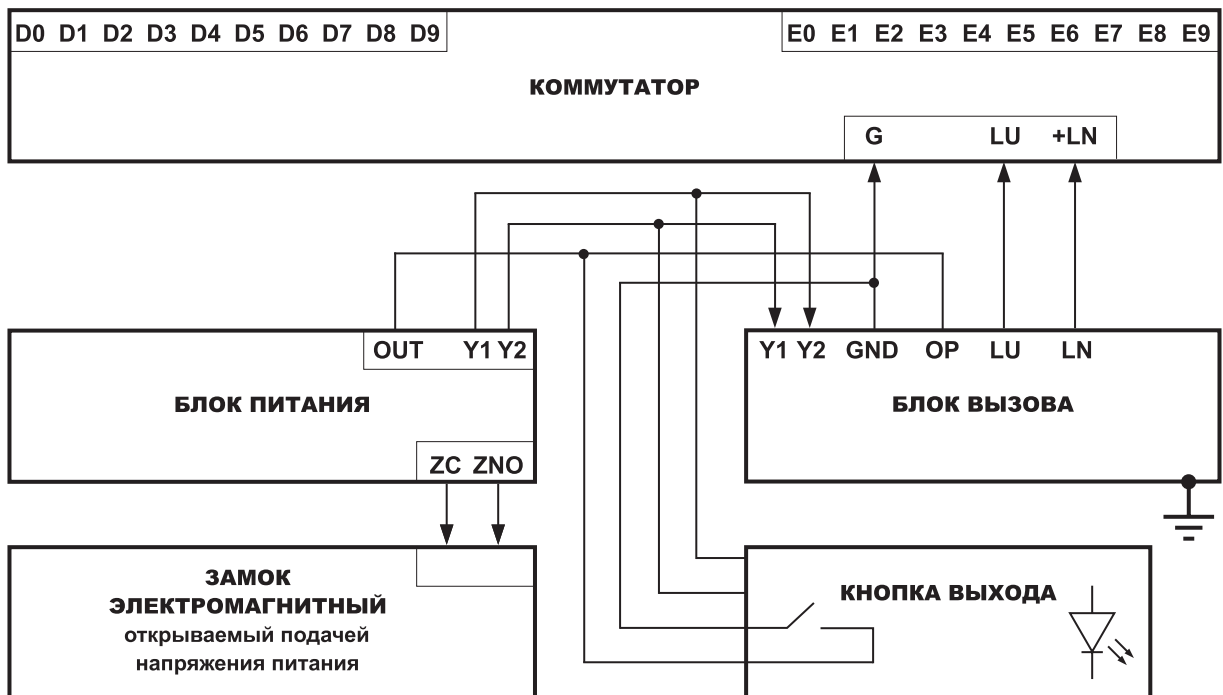 D0 D1 D2 D3 D4 D5 D6 D7 D8 D9
E0 E1 E2 E3 E4 E5 E6 E7 E8 E9
КОММУТАТОР
G LU +LN
OUT Y1 Y2
БЛОК ПИТАНИЯ
ZC ZNO
Y1 Y2 GND OP LU LN
БЛОК ВЫЗОВА
ЗАМОК
ЭЛЕКТРОМАГНИТНЫЙ
открываемый подачей
напряжения питания
КНОПКА ВЫХОДА